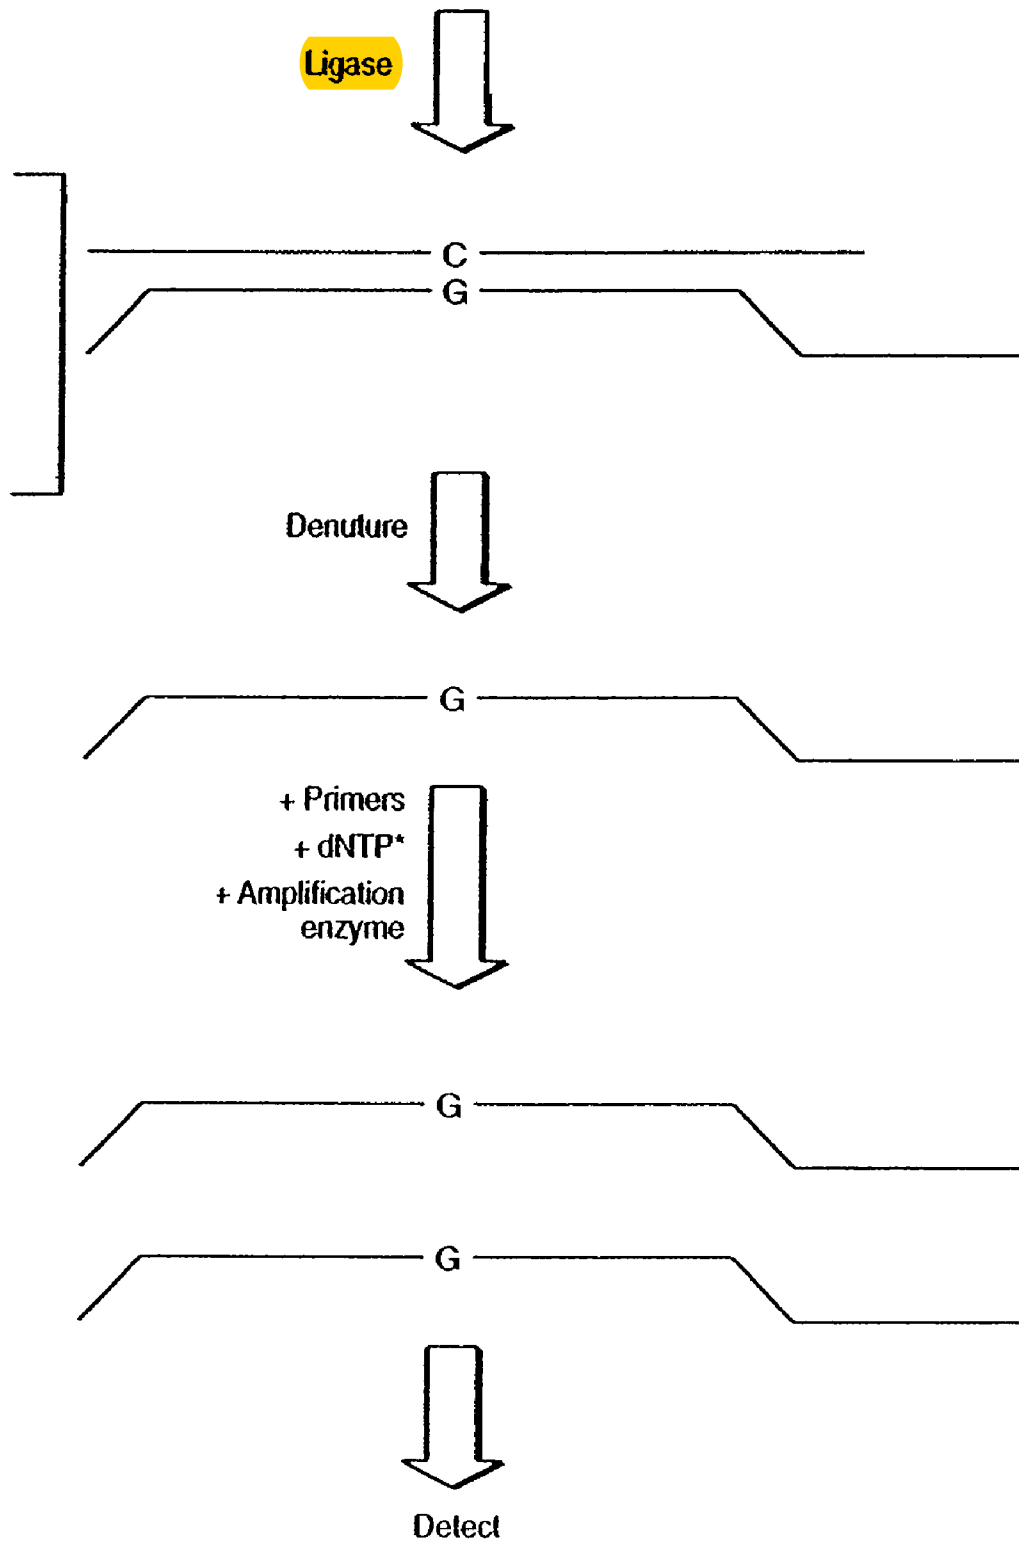 Ligase
C
G
Denuture
G
+ Primers
+ dNTP*
+ Amplification
enzyme
G
G
Detect